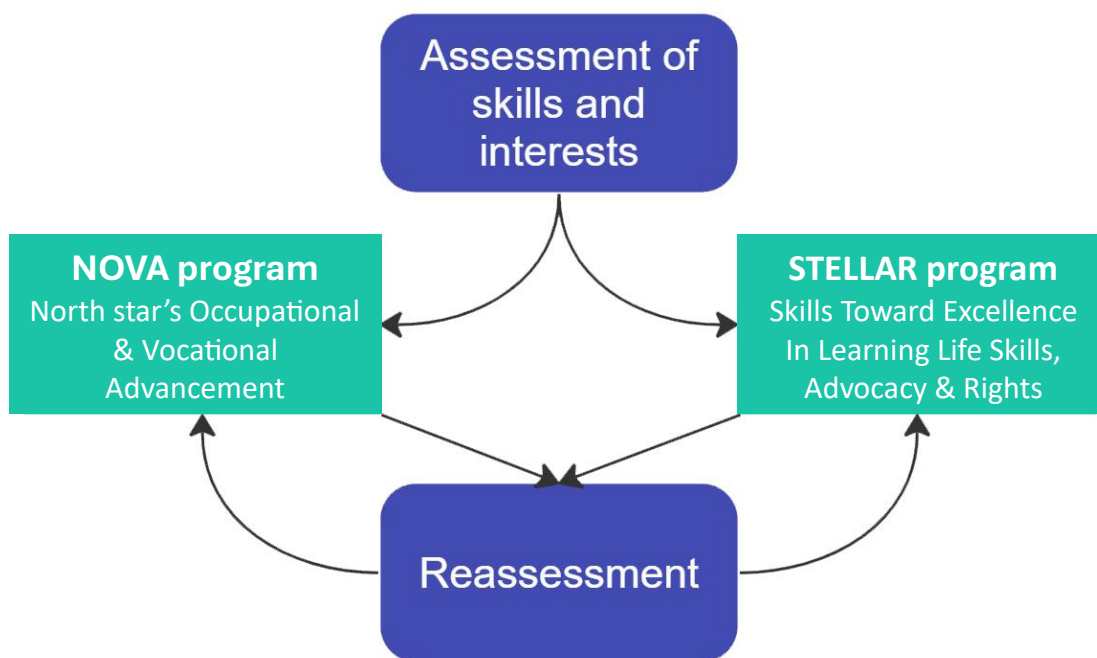 Assessment of
skills and
interests
NOVA program
North star’s Occupational
& Vocational
Advancement
STELLAR program
Skills Toward Excellence
In Learning Life Skills,
Advocacy & Rights
Reassessment